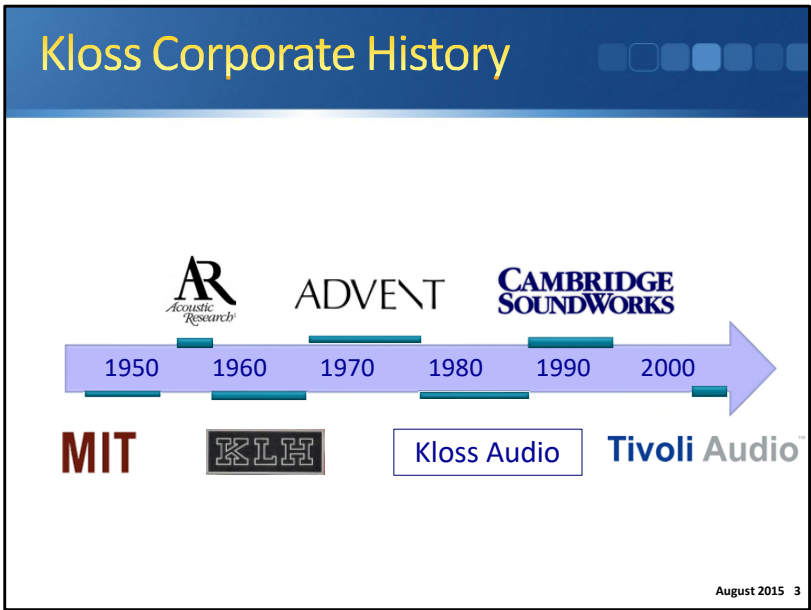 Kloss Corporate History
AR
Acoustic
Research
ADVENT
CAMBRIDGE
SOUNDWORKS
1950 1960 1970 1980 1990 2000
MIT
KLH
Kloss Audio
Tivoli Audio™
August 2015 3